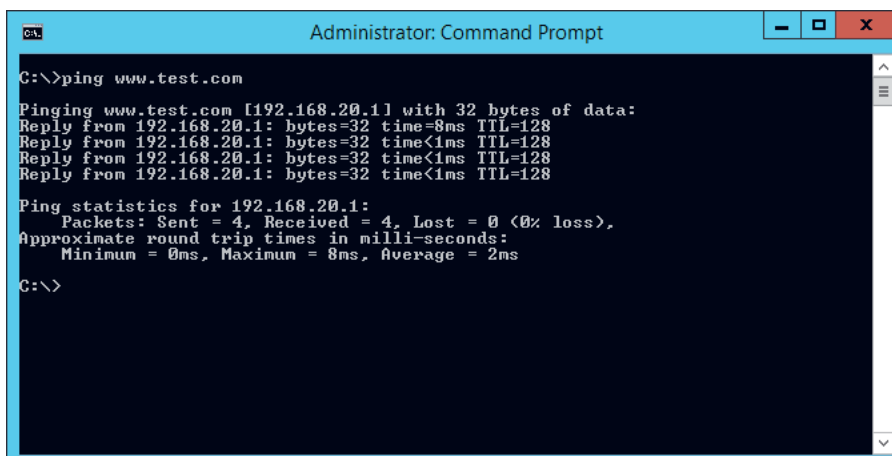 Administrator: Command Prompt
C:\>ping www.test.com
Pinging www.test.com [192.168.20.1] with 32 bytes of data:
Reply from 192.168.20.1: bytes=32 time=8ms TTL=128
Reply from 192.168.20.1: bytes=32 time<1ms TTL=128
Reply from 192.168.20.1: bytes=32 time<1ms TTL=128
Reply from 192.168.20.1: bytes=32 time<1ms TTL=128
Ping statistics for 192.168.20.1:
    Packets: Sent = 4, Received = 4, Lost = 0 (0% loss),
Approximate round trip times in milli-seconds:
    Minimum = 0ms, Maximum = 8ms, Average = 2ms
C:\>